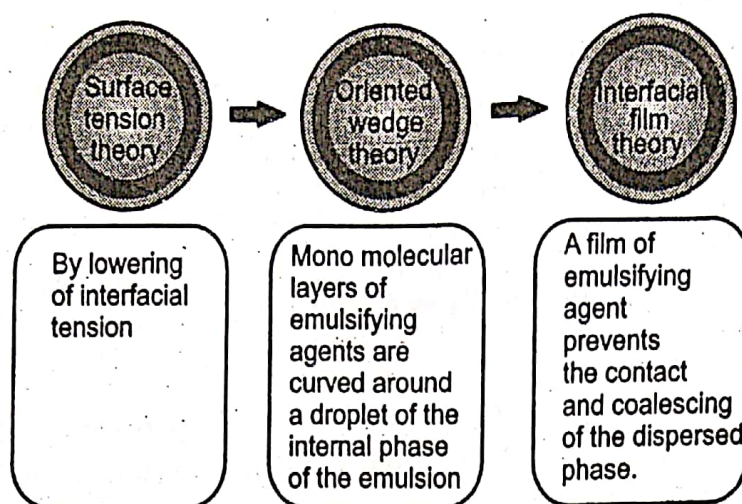 Surface
tension
theory
Oriented
wedge
theory
Interfacial
film
theory
By lowering
of interfacial
tension
Mono molecular
layers of
emulsifying
agents are
curved around
a droplet of the
internal phase
of the emulsion
A film of
emulsifying
agent
prevents
the contact
and coalescing
of the dispersed
phase.